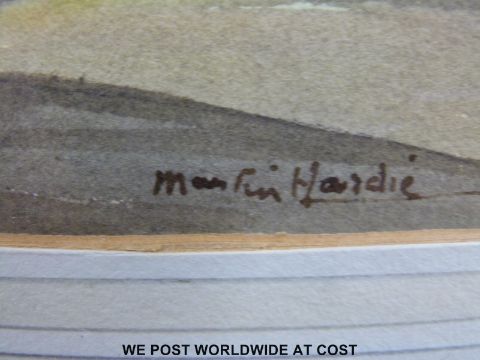 Martin Hardie
WE POST WORLDWIDE AT COST